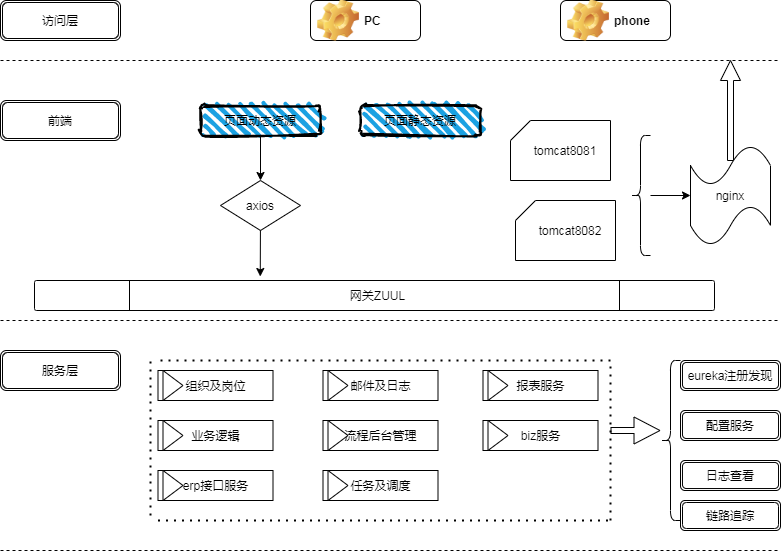 访问层
PC
phone
前端
页面动态资源
页面静态资源
tomcat8081
axios
nginx
tomcat8082
网关ZUUL
服务层
组织及岗位
邮件及日志
报表服务
eureka注册发现
业务逻辑
流程后台管理
biz服务
配置服务
erp接口服务
任务及调度
日志查看
链路追踪